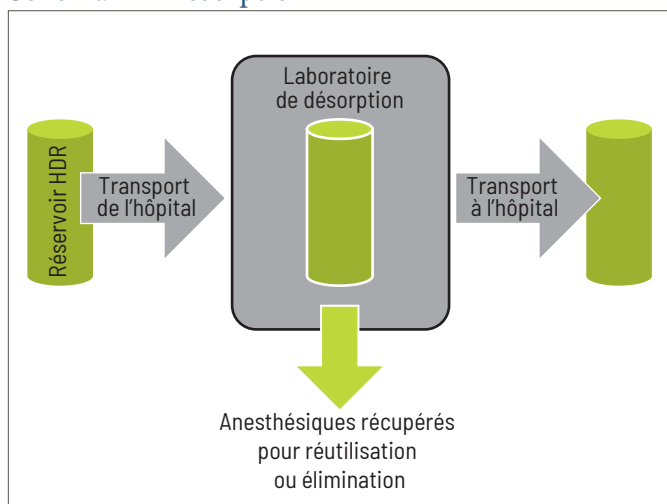 Laboratoire
de désorption
Réservoir HDR
Transport
de l'hôpital
Transport
à l'hôpital
Anesthésiques récupérés
pour réutilisation
ou élimination